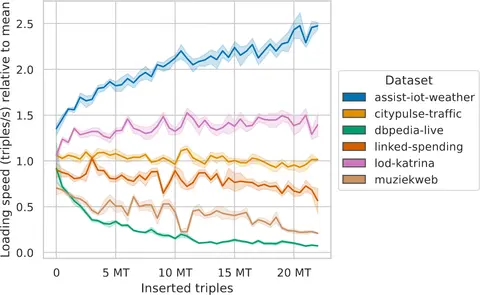 Loading speed (triples/s) relative to mean
2.5
2.0
1.5
1.0
0.5
0.0
0
5 MT
10 MT
15 MT
20 MT
Inserted triples
Dataset
assist-iot-weather
citypulse-traffic
dbpedia-live
linked-spending
lod-katrina
muziekweb